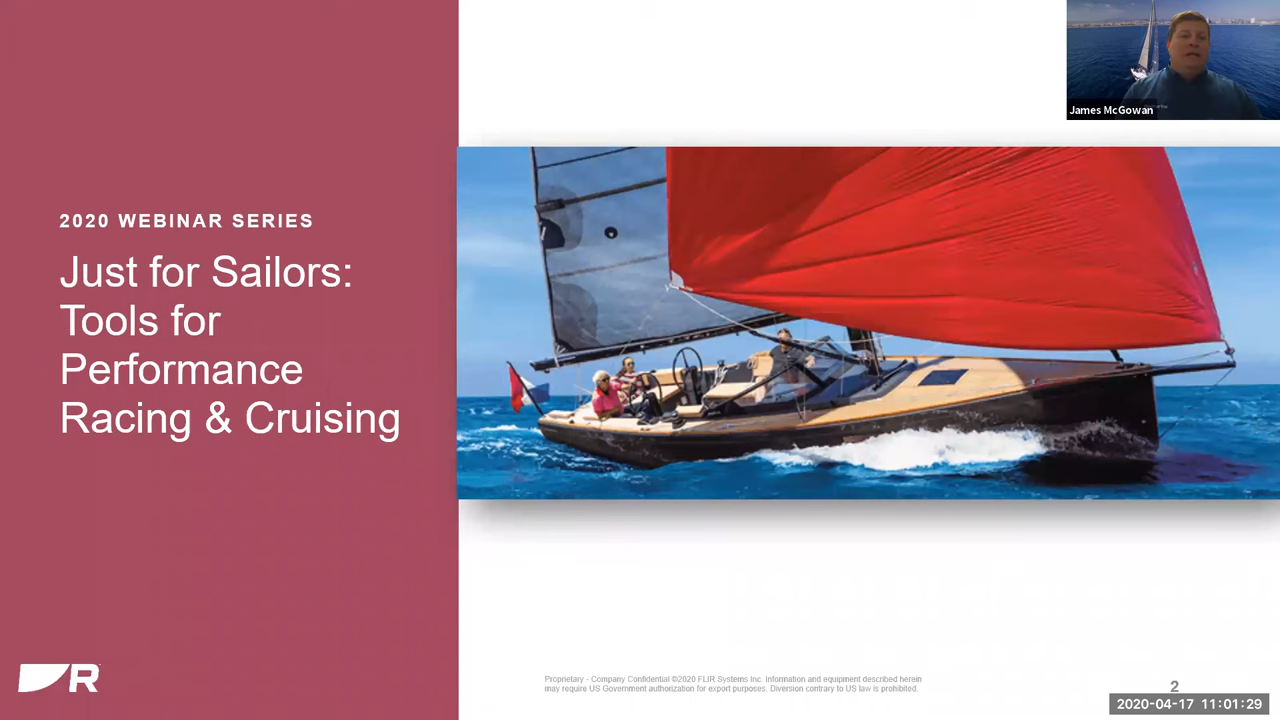 James McGowan
2020 WEBINAR SERIES
Just for Sailors:
Tools for
Performance
Racing & Cruising
R
Proprietary - Company Confidential ©2020 FLIR Systems Inc. Information and equipment described herein
may require US Government authorization for export purposes. Diversion contrary to US law is prohibited.
2
2020-04-17 11:01:29